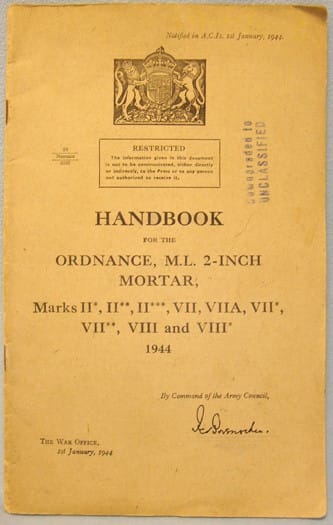 Notified in A.C.Is. 1st January, 1944.
RESTRICTED
The information given in this document
is not to be communicated, either directly
or indirectly, to the Press or to any person
not authorized to receive it.
Downgraded to
UNCLASSIFIED
HANDBOOK
FOR THE
ORDNANCE, M.L. 2-INCH
MORTAR,
Marks II*, II**, II***, VII, VIIA, VII*,
VII**, VIII and VIII*
1944
By Command of the Army Council,
THE WAR OFFICE,
1st January, 1944